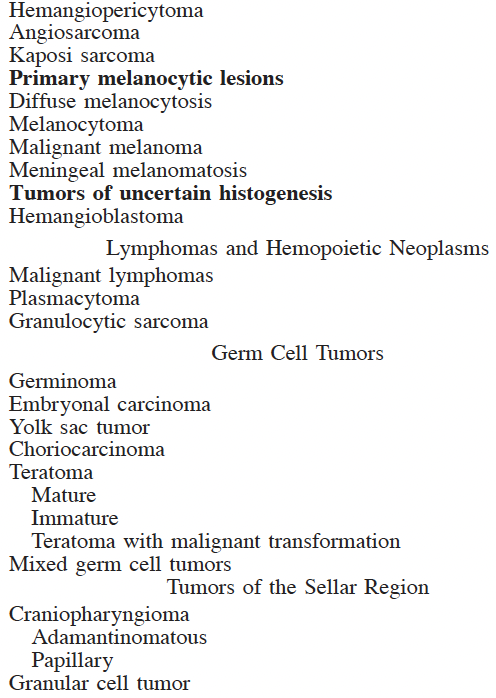 Hemangiopericytoma
Angiosarcoma
Kaposi sarcoma
Primary melanocytic lesions
Diffuse melanocytosis
Melanocytoma
Malignant melanoma
Meningeal melanomatosis
Tumors of uncertain histogenesis
Hemangioblastoma
Lymphomas and Hemopoietic Neoplasms
Malignant lymphomas
Plasmacytoma
Granulocytic sarcoma
Germ Cell Tumors
Germinoma
Embryonal carcinoma
Yolk sac tumor
Choriocarcinoma
Teratoma
Mature
Immature
Teratoma with malignant transformation
Mixed germ cell tumors
Tumors of the Sellar Region
Craniopharyngioma
Adamantinomatous
Papillary
Granular cell tumor